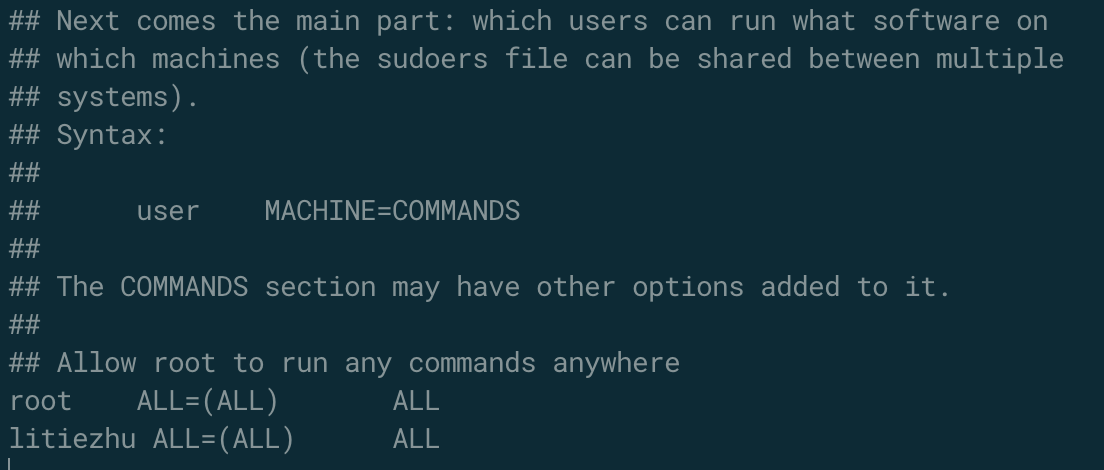 ## Next comes the main part: which users can run what software on
## which machines (the sudoers file can be shared between multiple
## systems).
## Syntax:
##
##      user    MACHINE=COMMANDS
##
## The COMMANDS section may have other options added to it.
##
## Allow root to run any commands anywhere
root    ALL=(ALL)       ALL
litiezhu ALL=(ALL)      ALL